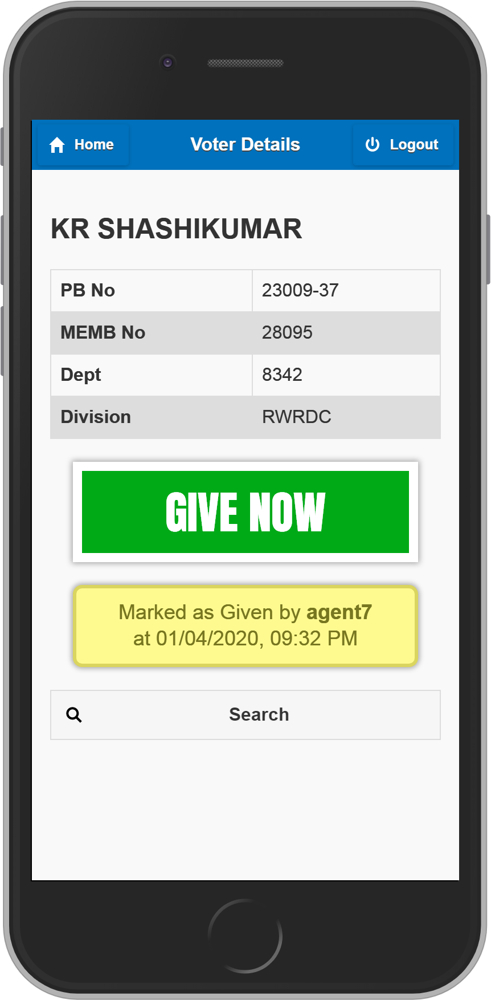 Home Voter Details Logout
KR SHASHIKUMAR
PB No 23009-37
MEMB No 28095
Dept 8342
Division RWRDC
GIVE NOW
Marked as Given by agent7
at 01/04/2020, 09:32 PM
Search